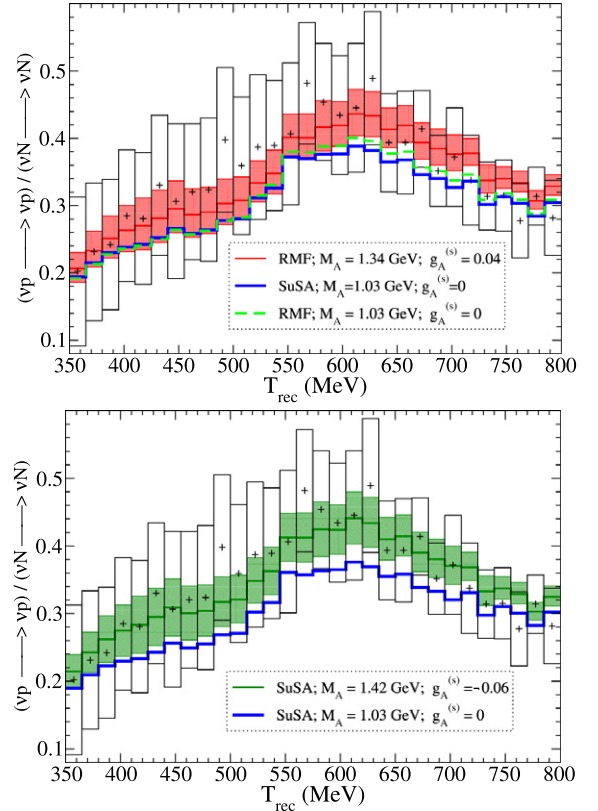 (νp ⟶ νp) / (νN ⟶ νN)
0.5
0.4
0.3
0.2
0.1
RMF; M_A = 1.34 GeV; g_A^(s) = 0.04
SuSA; M_A=1.03 GeV; g_A^(s)=0
RMF; M_A = 1.03 GeV; g_A^(s) = 0
350 400 450 500 550 600 650 700 750 800
T_rec (MeV)
(νp ⟶ νp) / (νN ⟶ νN)
0.5
0.4
0.3
0.2
0.1
SuSA; M_A = 1.42 GeV; g_A^(s)=-0.06
SuSA; M_A = 1.03 GeV; g_A^(s) = 0
350 400 450 500 550 600 650 700 750 800
T_rec (MeV)